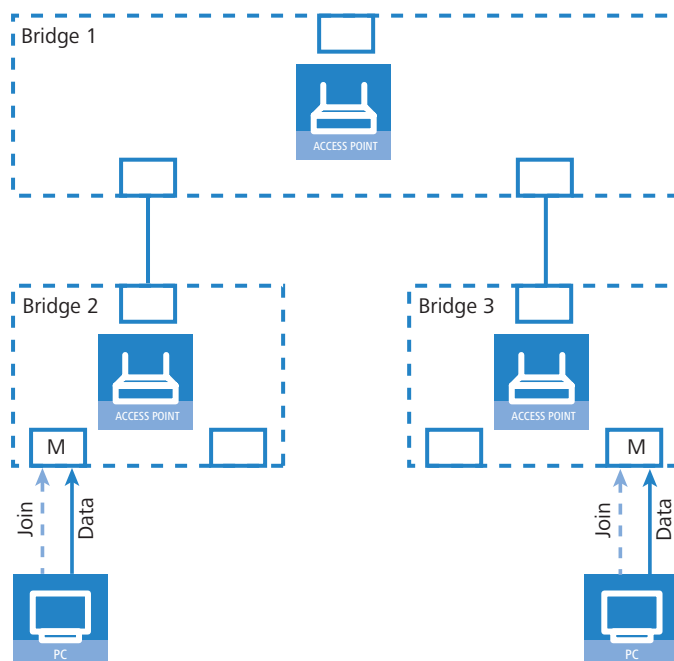 Bridge 1
ACCESS POINT
Bridge 2
Bridge 3
ACCESS POINT
ACCESS POINT
M
M
Join
Data
Join
Data
PC
PC